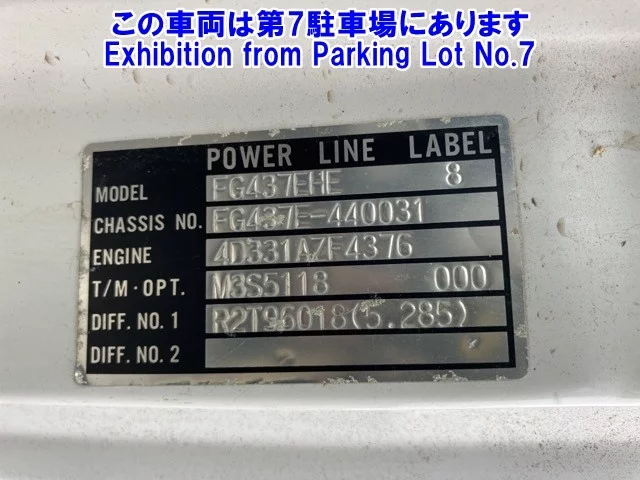 この車両は第7駐車場にあります
Exhibition from Parking Lot No.7
POWER LINE LABEL
MODEL FG437EHE 8
CHASSIS NO. FG437E-440031
ENGINE 4D331AZF4376
T/M·OPT. M3S5118 000
DIFF. NO. 1 R2T96018(5.285)
DIFF. NO. 2